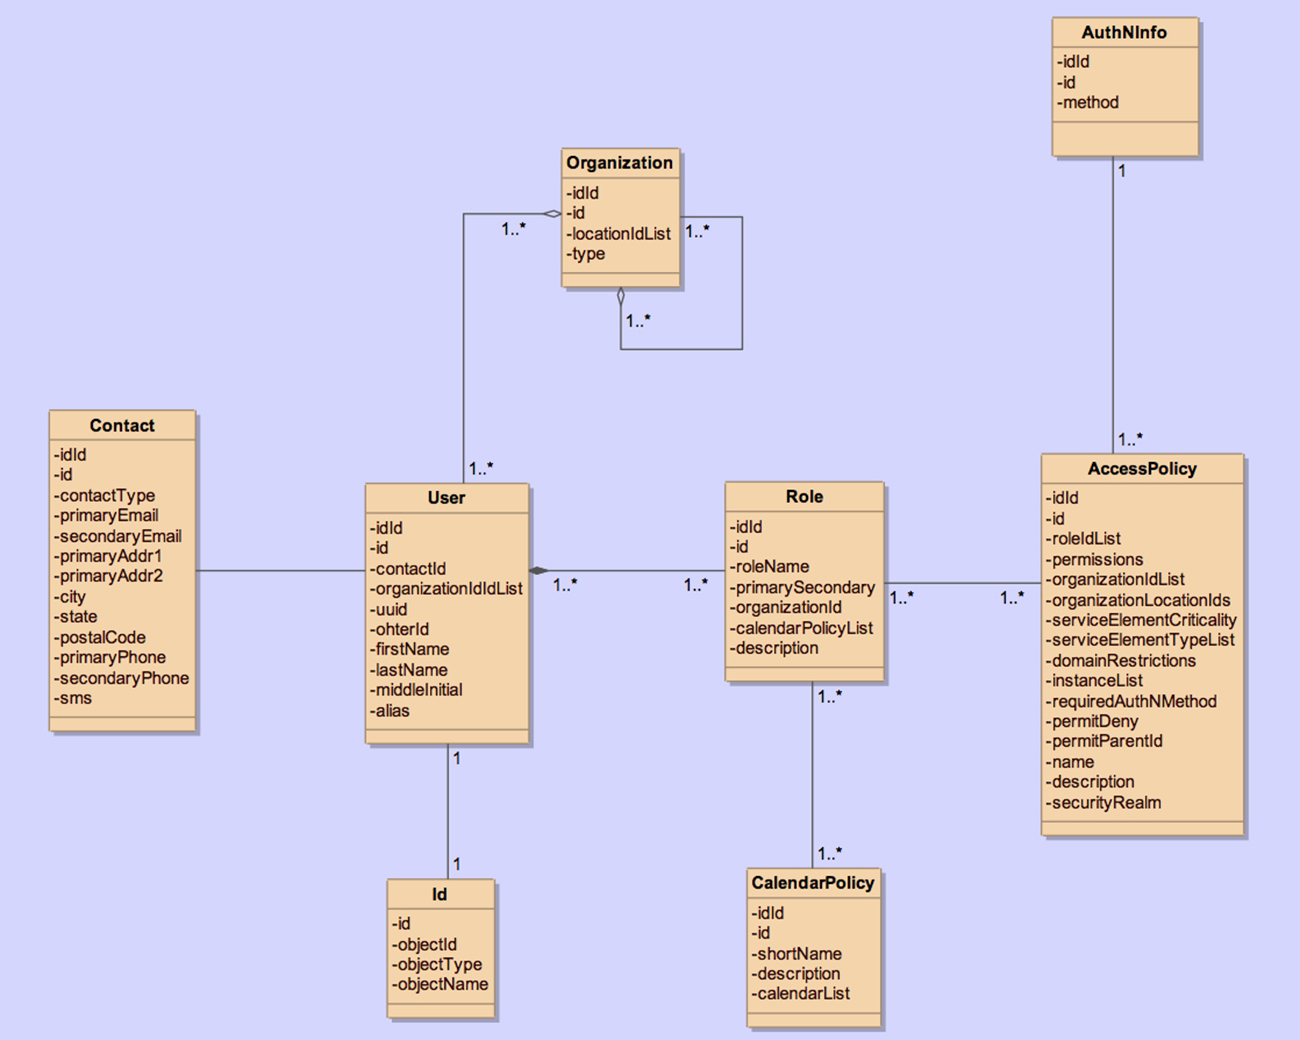 AuthNInfo
-idId
-id
-method
1
Organization
-idId
-id
-locationIdList
-type
1..*
1..*
1..*
1..*
1..*
Contact
-idId
-id
-contactType
-primaryEmail
-secondaryEmail
-primaryAddr1
-primaryAddr2
-city
-state
-postalCode
-primaryPhone
-secondaryPhone
-sms
User
-idId
-id
-contactId
-organizationIdIdList
-uuid
-ohterId
-firstName
-lastName
-middleInitial
-alias
1..*
1..*
Role
-idId
-id
-roleName
-primarySecondary
-organizationId
-calendarPolicyList
-description
1..*
1..*
AccessPolicy
-idId
-id
-roleIdList
-permissions
-organizationIdList
-organizationLocationIds
-serviceElementCriticality
-serviceElementTypeList
-domainRestrictions
-instanceList
-requiredAuthNMethod
-permitDeny
-permitParentId
-name
-description
-securityRealm
1
1
1..*
1..*
Id
-id
-objectId
-objectType
-objectName
CalendarPolicy
-idId
-id
-shortName
-description
-calendarList